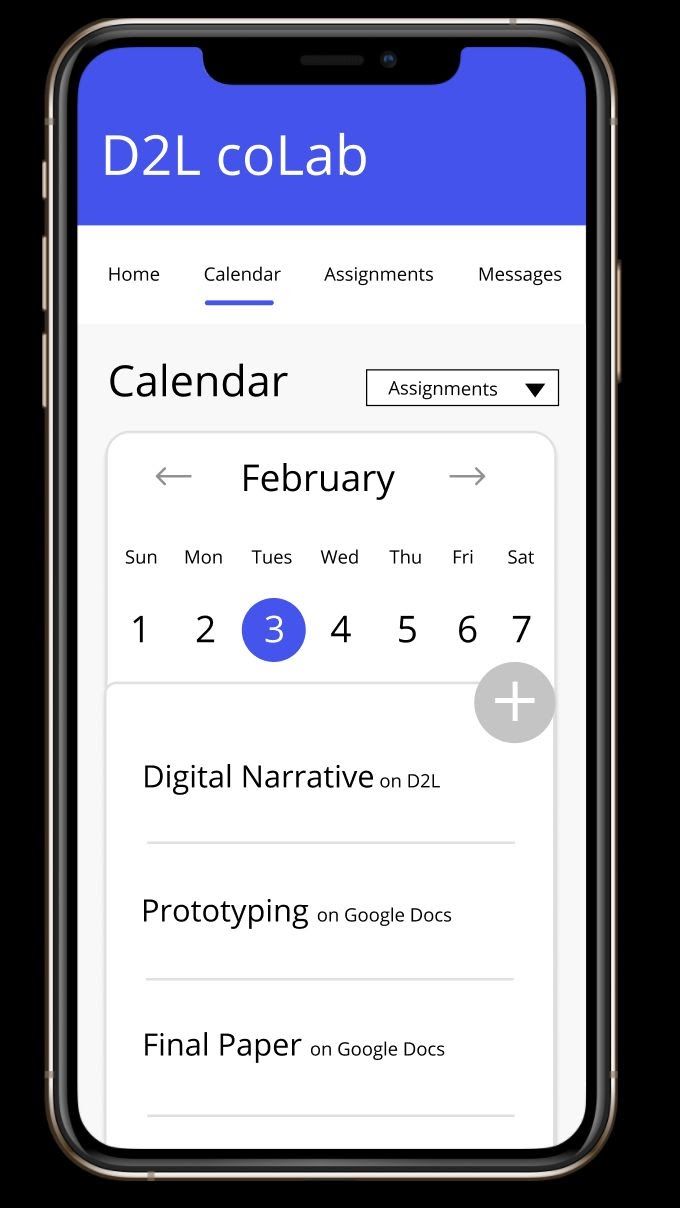 D2L coLab
Home Calendar Assignments Messages
Calendar
Assignments
February
Sun Mon Tues Wed Thu Fri Sat
1 2 3 4 5 6 7
Digital Narrative on D2L
Prototyping on Google Docs
Final Paper on Google Docs